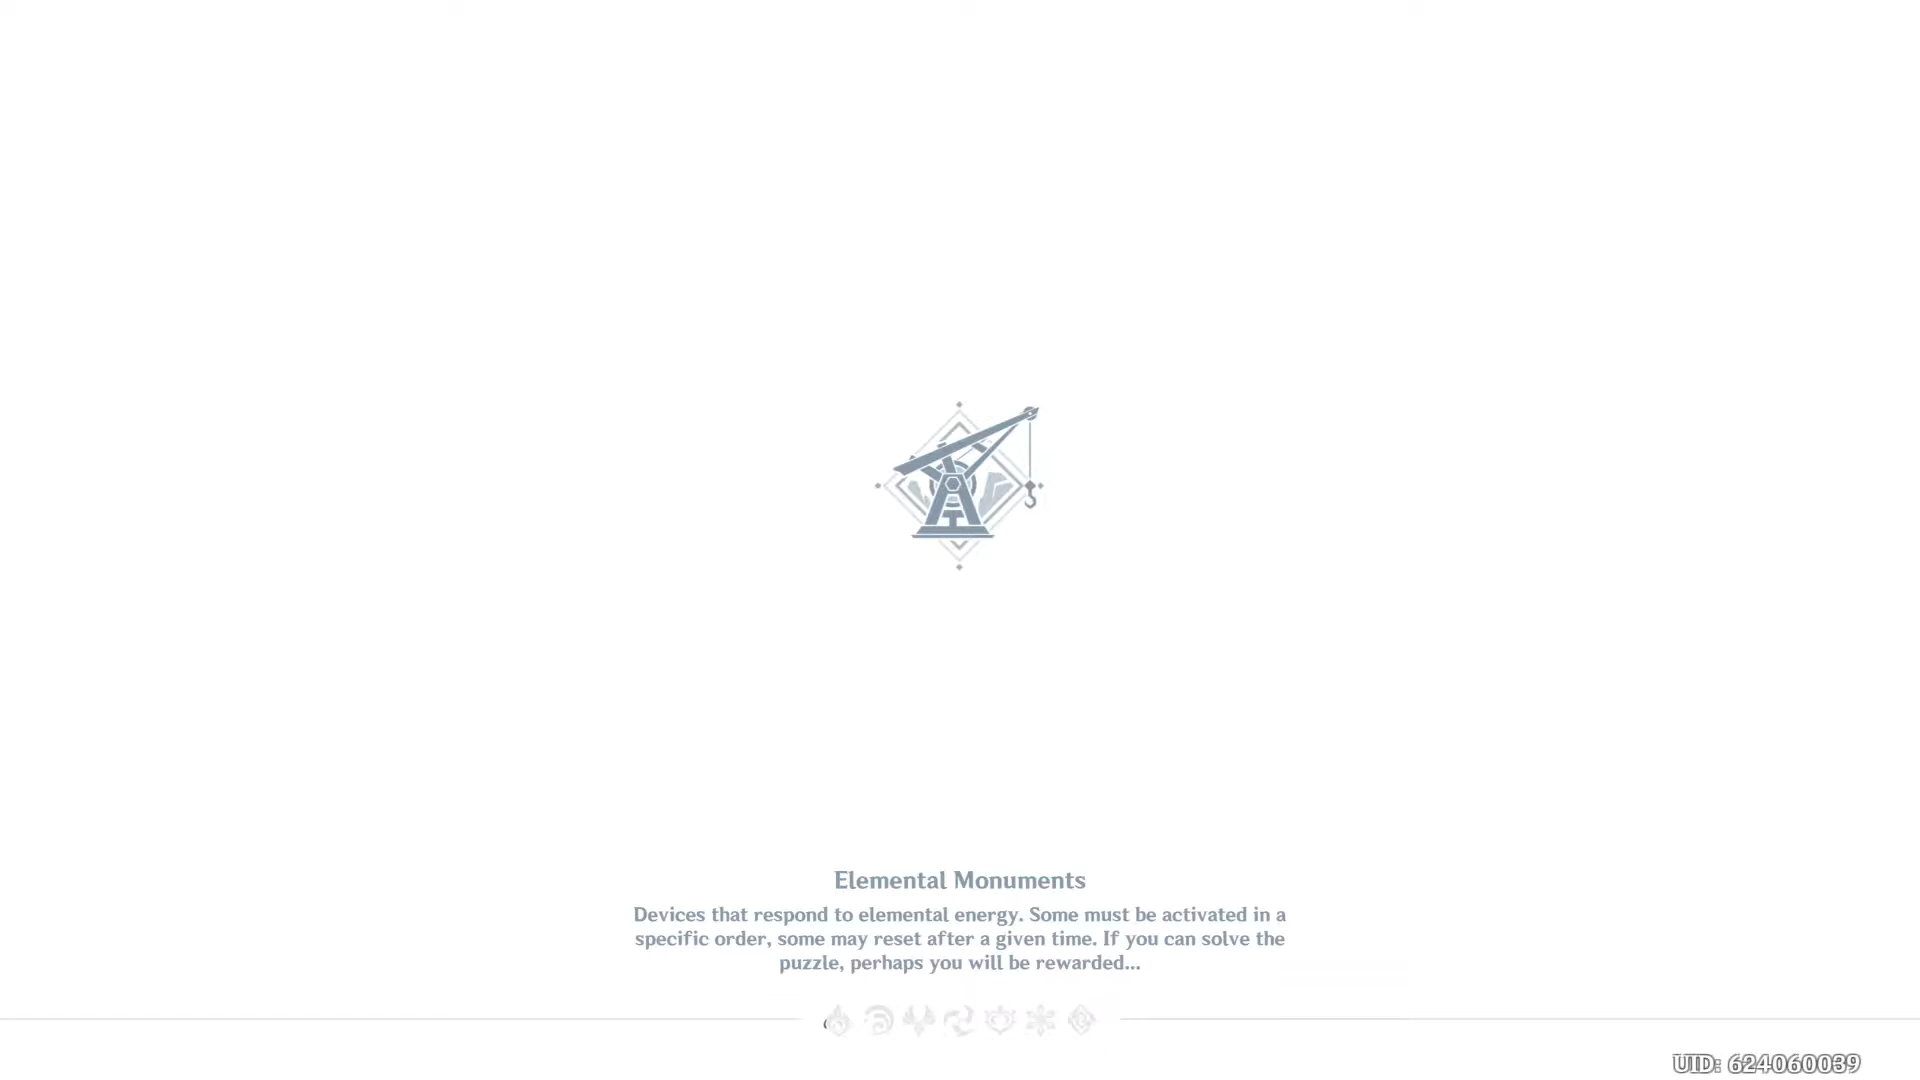 Elemental Monuments
Devices that respond to elemental energy. Some must be activated in a
specific order, some may reset after a given time. If you can solve the
puzzle, perhaps you will be rewarded...
UID: 624060039